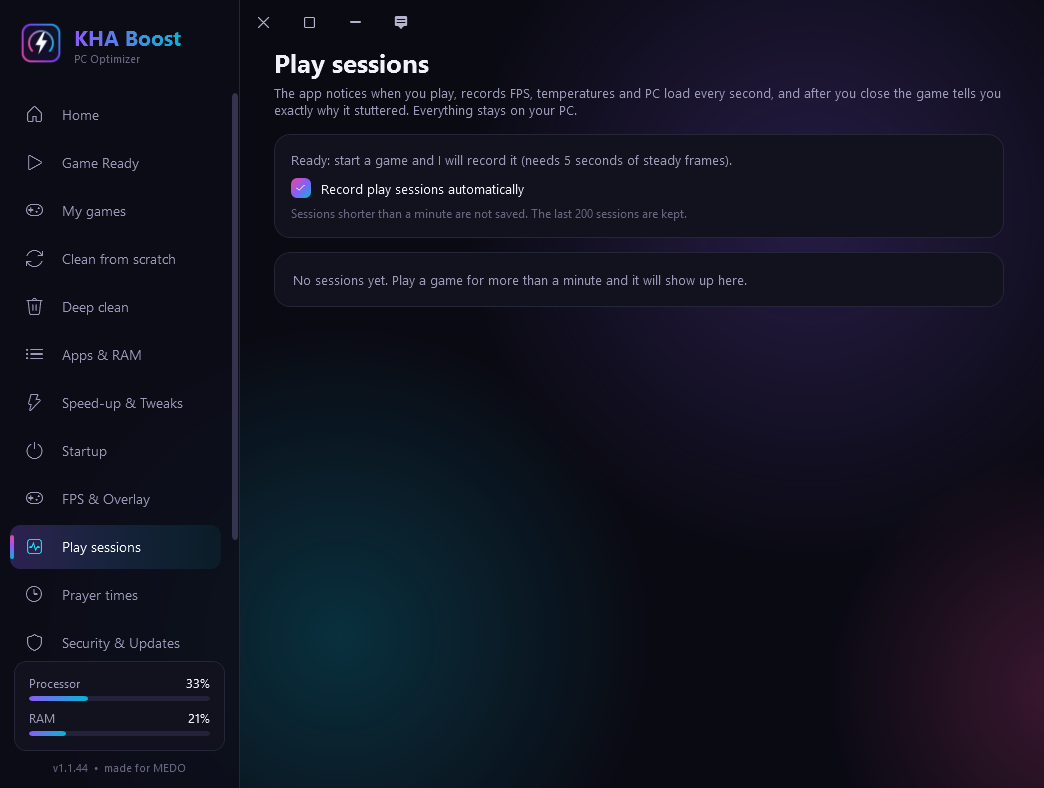 KHA Boost
PC Optimizer
Home
Game Ready
My games
Clean from scratch
Deep clean
Apps & RAM
Speed-up & Tweaks
Startup
FPS & Overlay
Play sessions
Prayer times
Security & Updates
Processor 33%
RAM 21%
v1.1.44 • made for MEDO
Play sessions
The app notices when you play, records FPS, temperatures and PC load every second, and after you close the game tells you
exactly why it stuttered. Everything stays on your PC.
Ready: start a game and I will record it (needs 5 seconds of steady frames).
Record play sessions automatically
Sessions shorter than a minute are not saved. The last 200 sessions are kept.
No sessions yet. Play a game for more than a minute and it will show up here.